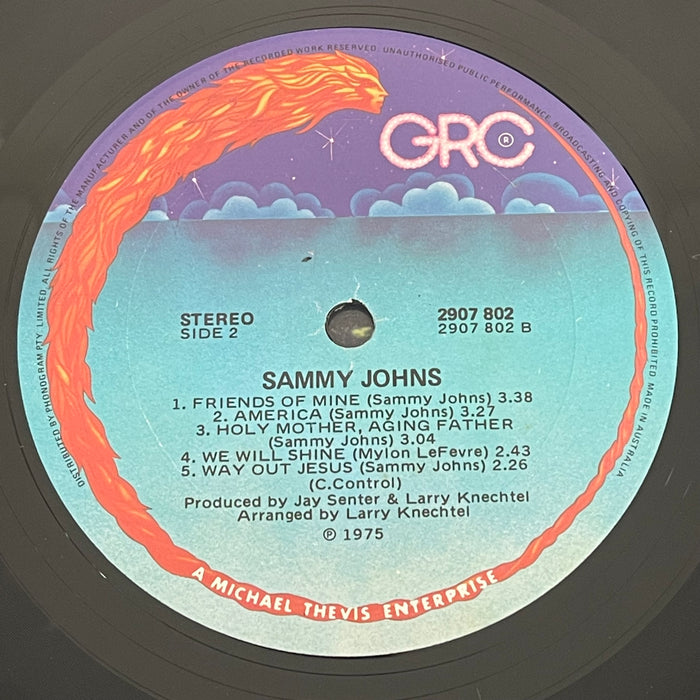 DISTRIBUTED BY PHONOGRAM PTY. LIMITED. ALL RIGHTS OF THE MANUFACTURER AND OF THE OWNER OF THE RECORDED WORK RESERVED. UNAUTHORISED PUBLIC PERFORMANCE, BROADCASTING AND COPYING OF THIS RECORD PROHIBITED. MADE IN AUSTRALIA
GRC ®
STEREO
SIDE 2
2907 802
2907 802 B
SAMMY JOHNS
1. FRIENDS OF MINE (Sammy Johns) 3.38
2. AMERICA (Sammy Johns) 3.27
3. HOLY MOTHER, AGING FATHER
(Sammy Johns) 3.04
4. WE WILL SHINE (Mylon LeFevre) 2.43
5. WAY OUT JESUS (Sammy Johns) 2.26
(C.Control)
Produced by Jay Senter & Larry Knechtel
Arranged by Larry Knechtel
℗ 1975
A MICHAEL THEVIS ENTERPRISE